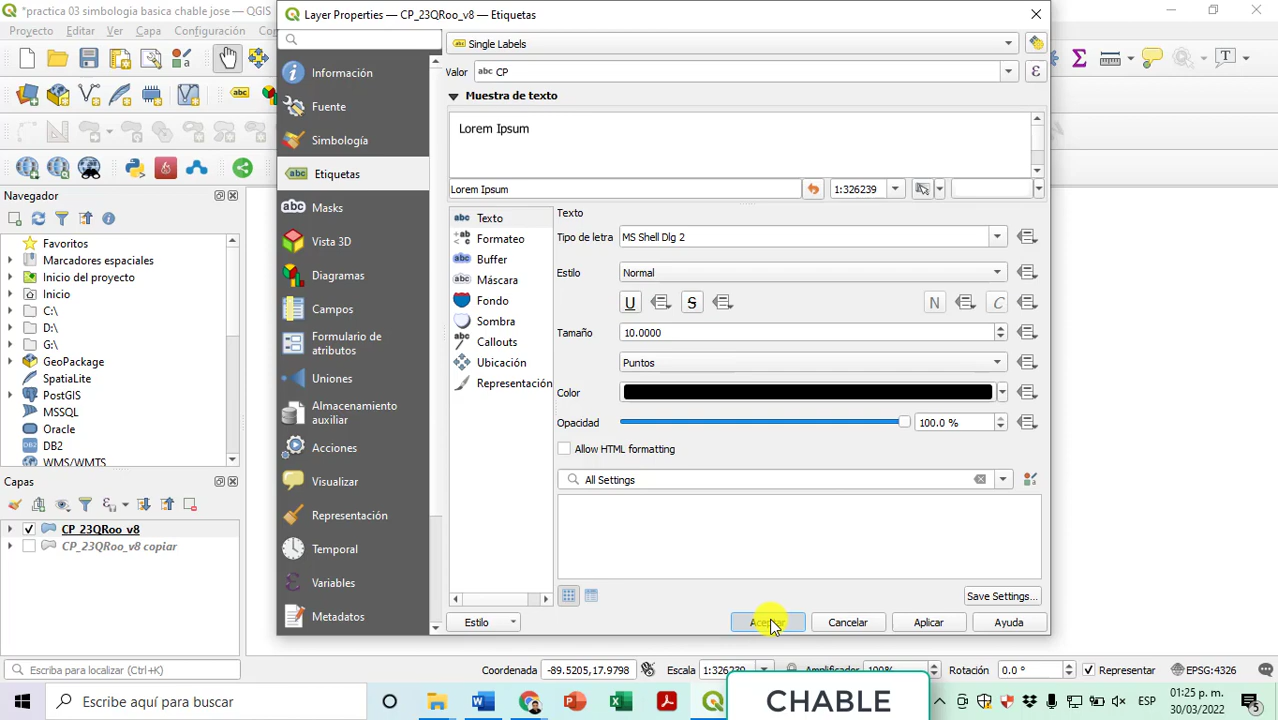 *practica 03 simbologia basica chable jose — QGIS
Proyecto Editar Ver Capa Configuración
Layer Properties — CP_23QRoo_v8 — Etiquetas
Información
Fuente
Simbología
Etiquetas
Masks
Vista 3D
Diagramas
Campos
Formulario de
atributos
Uniones
Almacenamiento
auxiliar
Acciones
Visualizar
Representación
Temporal
Variables
Metadatos
Single Labels
Valor abc CP
Muestra de texto
Lorem Ipsum
Lorem Ipsum
1:326239
Texto
Formateo
Buffer
Máscara
Fondo
Sombra
Callouts
Ubicación
Representación
Texto
Tipo de letra MS Shell Dlg 2
Estilo Normal
U S N C
Tamaño 10.0000
Puntos
Color
Opacidad 100.0 %
Allow HTML formatting
All Settings
Save Settings...
Estilo
Aceptar Cancelar Aplicar Ayuda
Navegador
Favoritos
Marcadores espaciales
Inicio del proyecto
Inicio
C:\
D:\
G:\
GeoPackage
SpatiaLite
PostGIS
MSSQL
Oracle
DB2
WMS/WMTS
Capas
CP_23QRoo_v8
CP_23QRoo_v8 copiar
Escriba para localizar (Ctrl+K)
Coordenada -89.5205,17.9798 Escala 1:326239 Amplificador 100% Rotación 0.0 ° Representar EPSG:4326
Escribe aquí para buscar
CHABLE
ESP
01:25 p. m.
30/03/2022
5